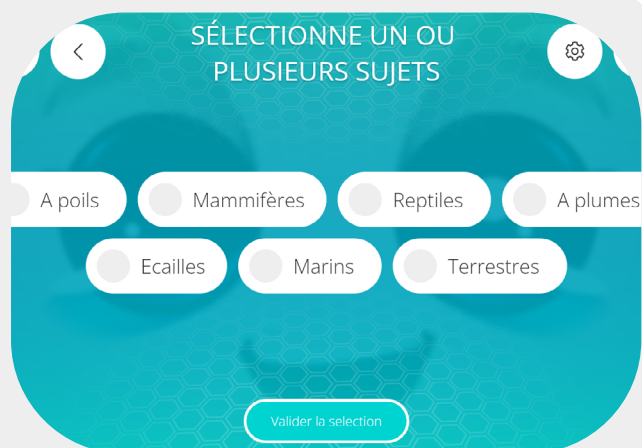 SÉLECTIONNE UN OU
PLUSIEURS SUJETS
A poils Mammifères Reptiles A plumes
Ecailles Marins Terrestres
Valider la selection